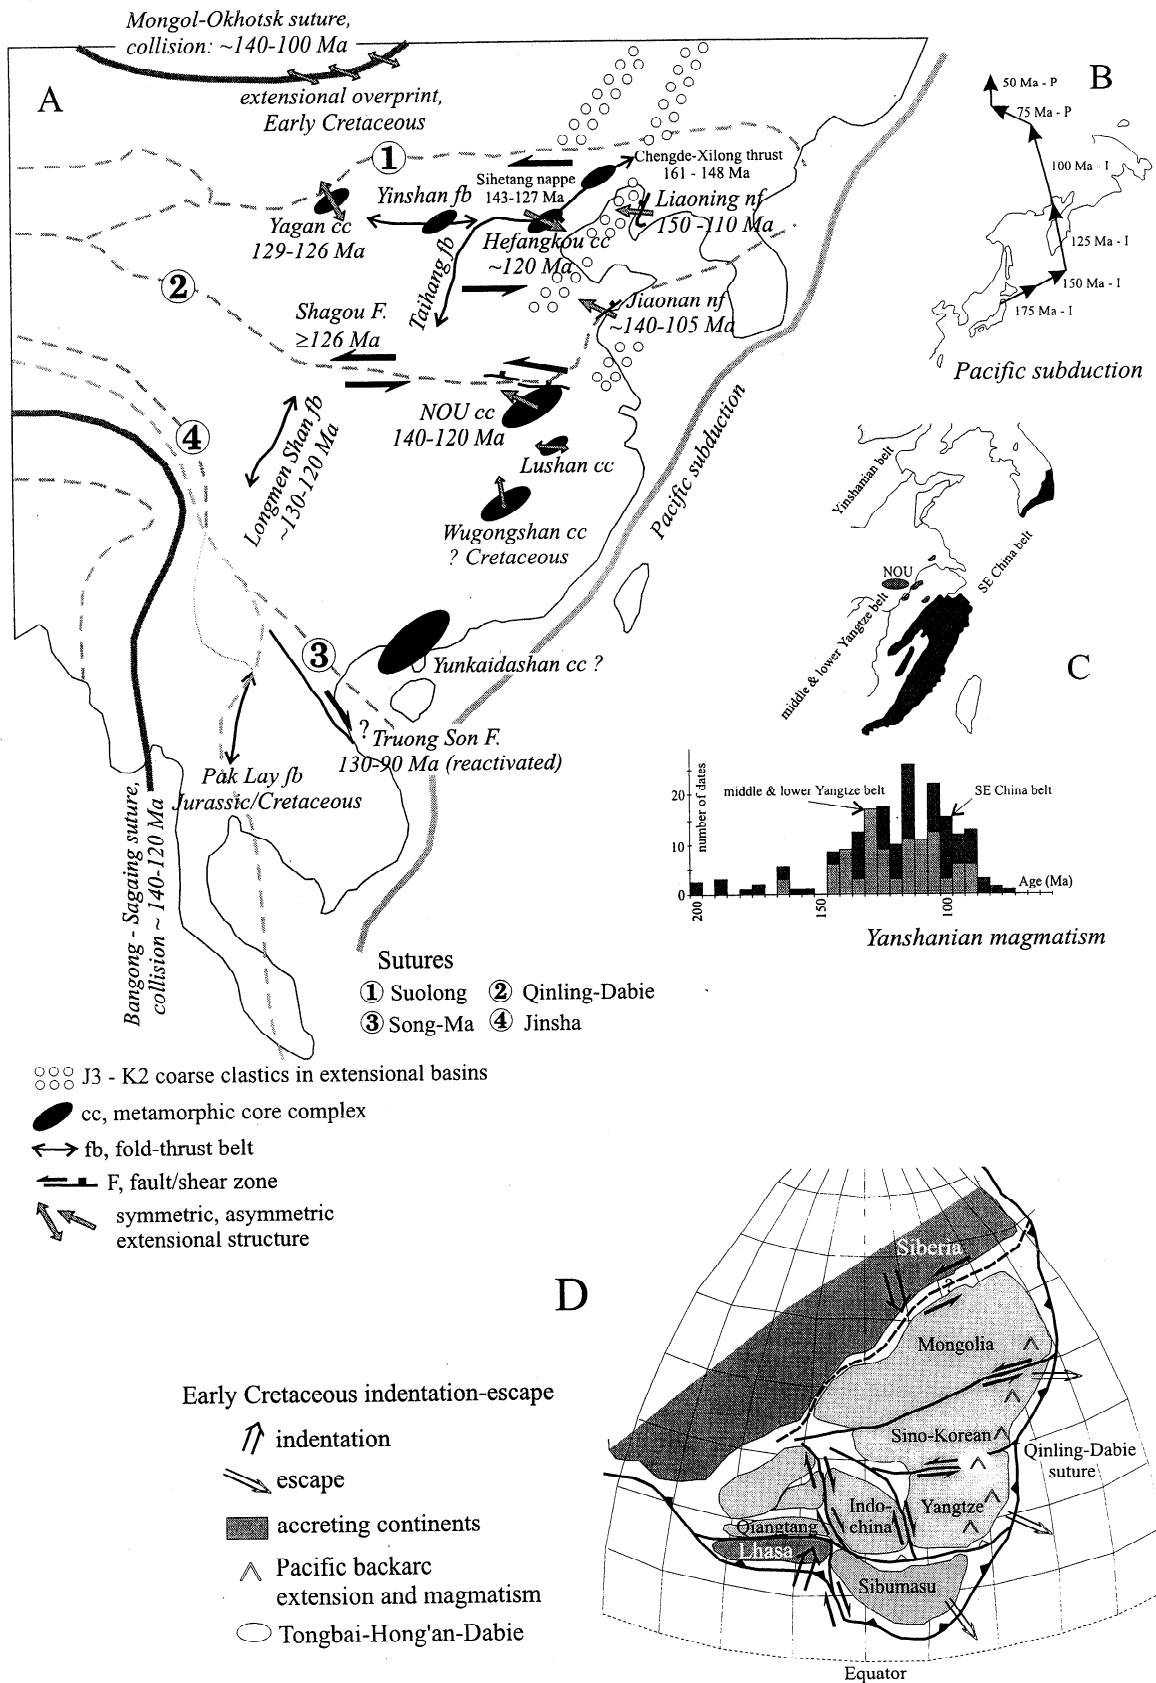 Mongol-Okhotsk suture,
collision: ~140-100 Ma
A
extensional overprint,
Early Cretaceous
1
Chengde-Xilong thrust
161 - 148 Ma
Sihetang nappe
143-127 Ma
Yinshan fb
Liaoning nf
150 -110 Ma
Yagan cc
129-126 Ma
Hefangkou cc
~120 Ma
Taihang fb
2
Shagou F.
≥126 Ma
Jiaonan nf
~140-105 Ma
NOU cc
140-120 Ma
4
Longmen Shan fb
~130-120 Ma
Lushan cc
Wugongshan cc
? Cretaceous
Pacific subduction
3
Yunkaidashan cc ?
? Truong Son F.
130-90 Ma (reactivated)
Pak Lay fb
Jurassic/Cretaceous
Bangong - Sagaing suture,
collision ~ 140-120 Ma
Sutures
1 Suolong 2 Qinling-Dabie
3 Song-Ma 4 Jinsha
J3 - K2 coarse clastics in extensional basins
cc, metamorphic core complex
fb, fold-thrust belt
F, fault/shear zone
symmetric, asymmetric
extensional structure
B
50 Ma - P
75 Ma - P
100 Ma - I
125 Ma - I
150 Ma - I
175 Ma - I
Pacific subduction
Yinshanian belt
NOU
SE China belt
middle & lower Yangtze belt
C
number of dates
20
10
0
middle & lower Yangtze belt
SE China belt
Age (Ma)
200
150
100
Yanshanian magmatism
D
Siberia
?
Mongolia
Sino-Korean
Qinling-Dabie
suture
Indo-
china
Yangtze
Qiangtang
Lhasa
Sibumasu
Equator
Early Cretaceous indentation-escape
indentation
escape
accreting continents
Pacific backarc
extension and magmatism
Tongbai-Hong'an-Dabie